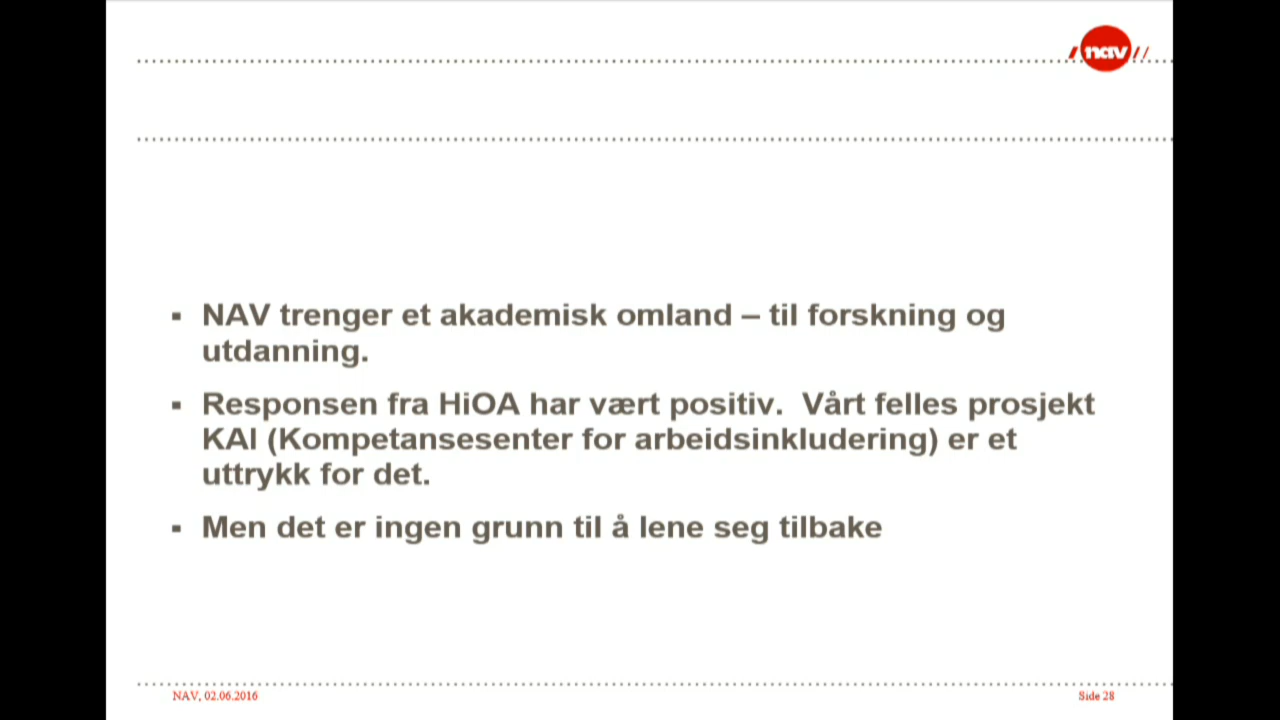 nav
NAV trenger et akademisk omland – til forskning og
utdanning.
Responsen fra HiOA har vært positiv. Vårt felles prosjekt
KAI (Kompetansesenter for arbeidsinkludering) er et
uttrykk for det.
Men det er ingen grunn til å lene seg tilbake
NAV, 02.06.2016
Side 28